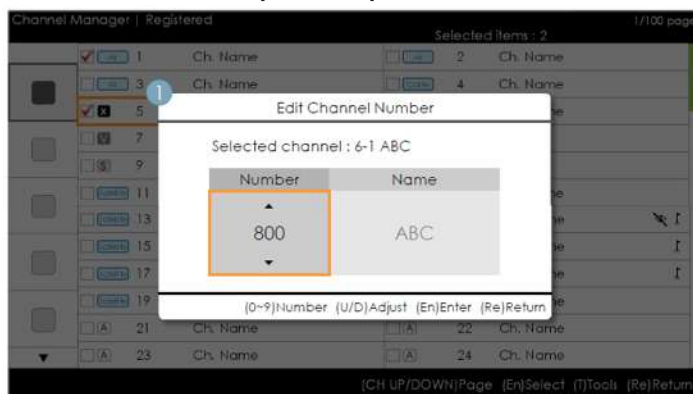 Channel Manager | Registered
1/100 page
Selected items : 2
1 Ch. Name 2 Ch. Name
3 Ch. Name 4 Ch. Name
1
X 5
Edit Channel Number
V 7
Selected channel : 6-1 ABC
S 9
Number Name
11
13
800 ABC
15
17
19
(0~9)Number (U/D)Adjust (En)Enter (Re)Return
A 21 Ch. Name A 22 Ch. Name
A 23 Ch. Name A 24 Ch. Name
(CH UP/DOWN)Page (En)Select (T)Tools (Re)Return